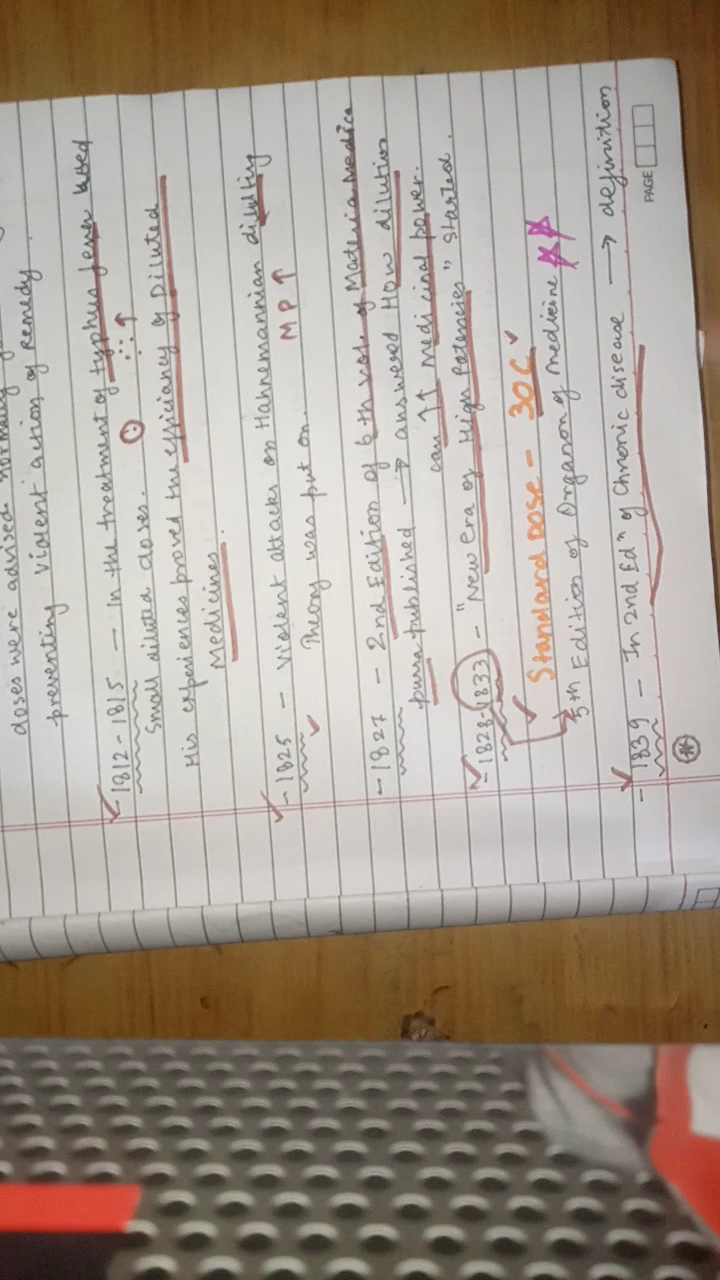 doses were advised normally
preventing violent action of remedy.
- 1812-1815 - In the treatment of typhus fever used
small diluted doses. ∴ ↑
His experiences proved the efficiency of Diluted
Medicines.
- 1825 - Violent attacks on Hahnemannian diluting
Theory was put on. MP ↑
- 1827 - 2nd Edition of 6th vol. of Materia Medica
purra published → answered How dilution
can ↑↑ medicinal power.
- 1828-1833 - "New Era of High Potencies" started.
Standard Dose - 30C
5th Edition of Organon of medicine
- 1839 - In 2nd Edⁿ of Chronic disease → definition
PAGE